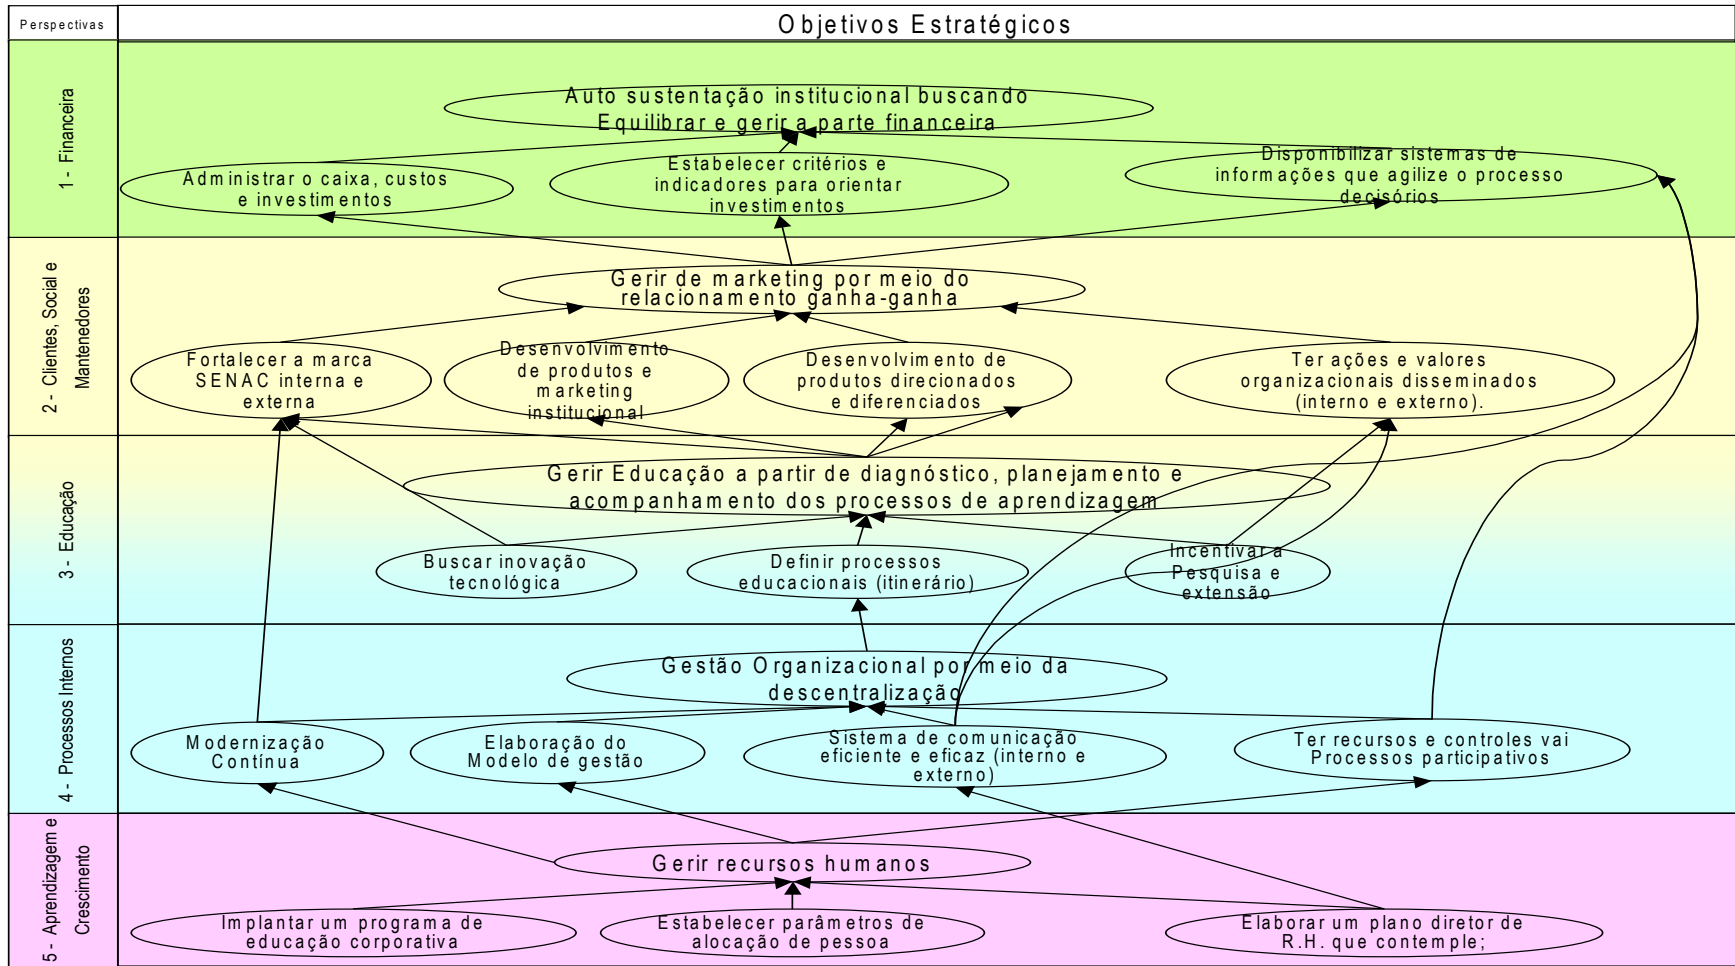 Perspectivas
Objetivos Estratégicos
1 - Financeira
Auto sustentação institucional buscando
Equilibrar e gerir a parte financeira
Administrar o caixa, custos
e investimentos
Estabelecer critérios e
indicadores para orientar
investimentos
Disponibilizar sistemas de
informações que agilize o processo
decisórios
2 - Clientes, Social e
Mantenedores
Gerir de marketing por meio do
relacionamento ganha-ganha
Fortalecer a marca
SENAC interna e
externa
Desenvolvimento
de produtos e
marketing
institucional
Desenvolvimento de
produtos direcionados
e diferenciados
Ter ações e valores
organizacionais disseminados
(interno e externo).
3 - Educação
Gerir Educação a partir de diagnóstico, planejamento e
acompanhamento dos processos de aprendizagem
Buscar inovação
tecnológica
Definir processos
educacionais (itinerário)
Incentivar a
Pesquisa e
extensão
4 - Processos Internos
Gestão Organizacional por meio da
descentralização
Modernização
Contínua
Elaboração do
Modelo de gestão
Sistema de comunicação
eficiente e eficaz (interno e
externo)
Ter recursos e controles vai
Processos participativos
5 - Aprendizagem e
Crescimento
Gerir recursos humanos
Implantar um programa de
educação corporativa
Estabelecer parâmetros de
alocação de pessoa
Elaborar um plano diretor de
R.H. que contemple;